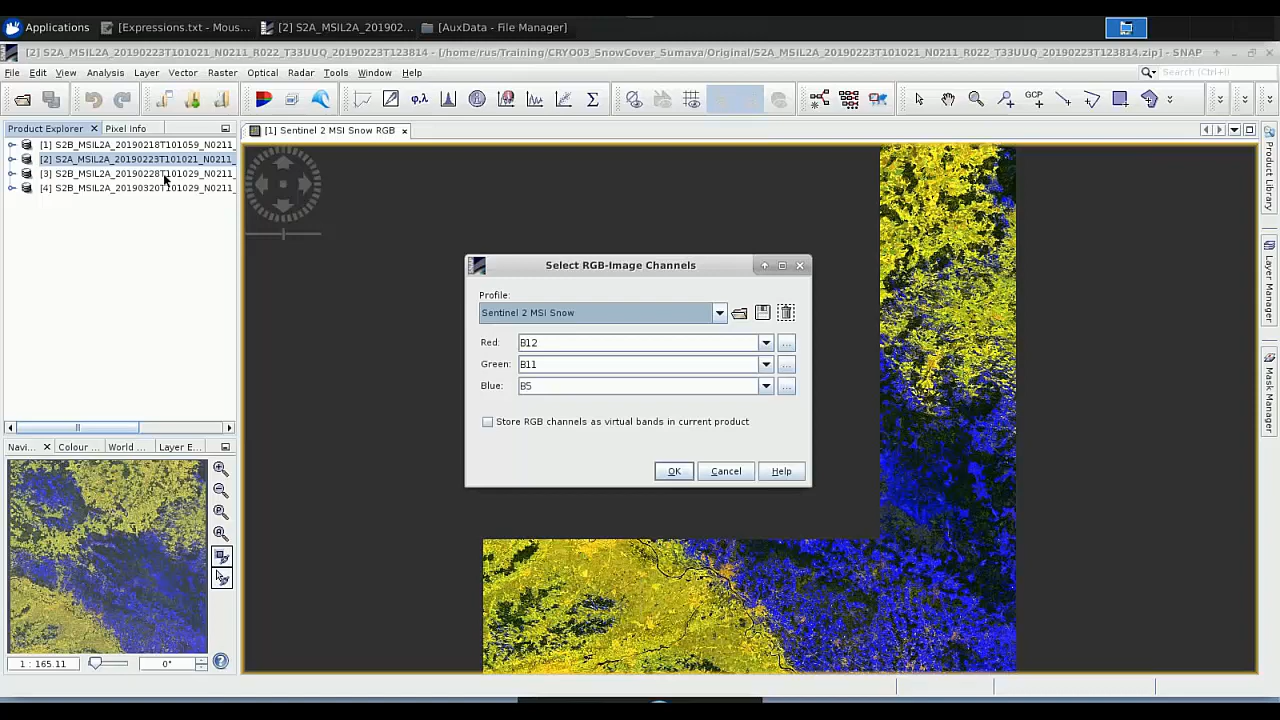 Applications [Expressions.txt - Mous... [2] S2A_MSIL2A_201902... [AuxData - File Manager]
[2] S2A_MSIL2A_20190223T101021_N0211_R022_T33UUQ_20190223T123814 - [/home/rus/Training/CRYO03_SnowCover_Sumava/Original/S2A_MSIL2A_20190223T101021_N0211_R022_T33UUQ_20190223T123814.zip] - SNAP
File Edit View Analysis Layer Vector Raster Optical Radar Tools Window Help Search (Ctrl+I)
φ,λ Σ GCP
Product Explorer Pixel Info [1] Sentinel 2 MSI Snow RGB
[1] S2B_MSIL2A_20190218T101059_N0211_
[2] S2A_MSIL2A_20190223T101021_N0211_
[3] S2B_MSIL2A_20190228T101029_N0211_
[4] S2B_MSIL2A_20190320T101029_N0211_
Product Library
Layer Manager
Mask Manager
Select RGB-Image Channels
Profile:
Sentinel 2 MSI Snow
Red: B12 ...
Green: B11 ...
Blue: B5 ...
Store RGB channels as virtual bands in current product
OK Cancel Help
Navi... Colour ... World ... Layer E...
1 : 165.11 0°